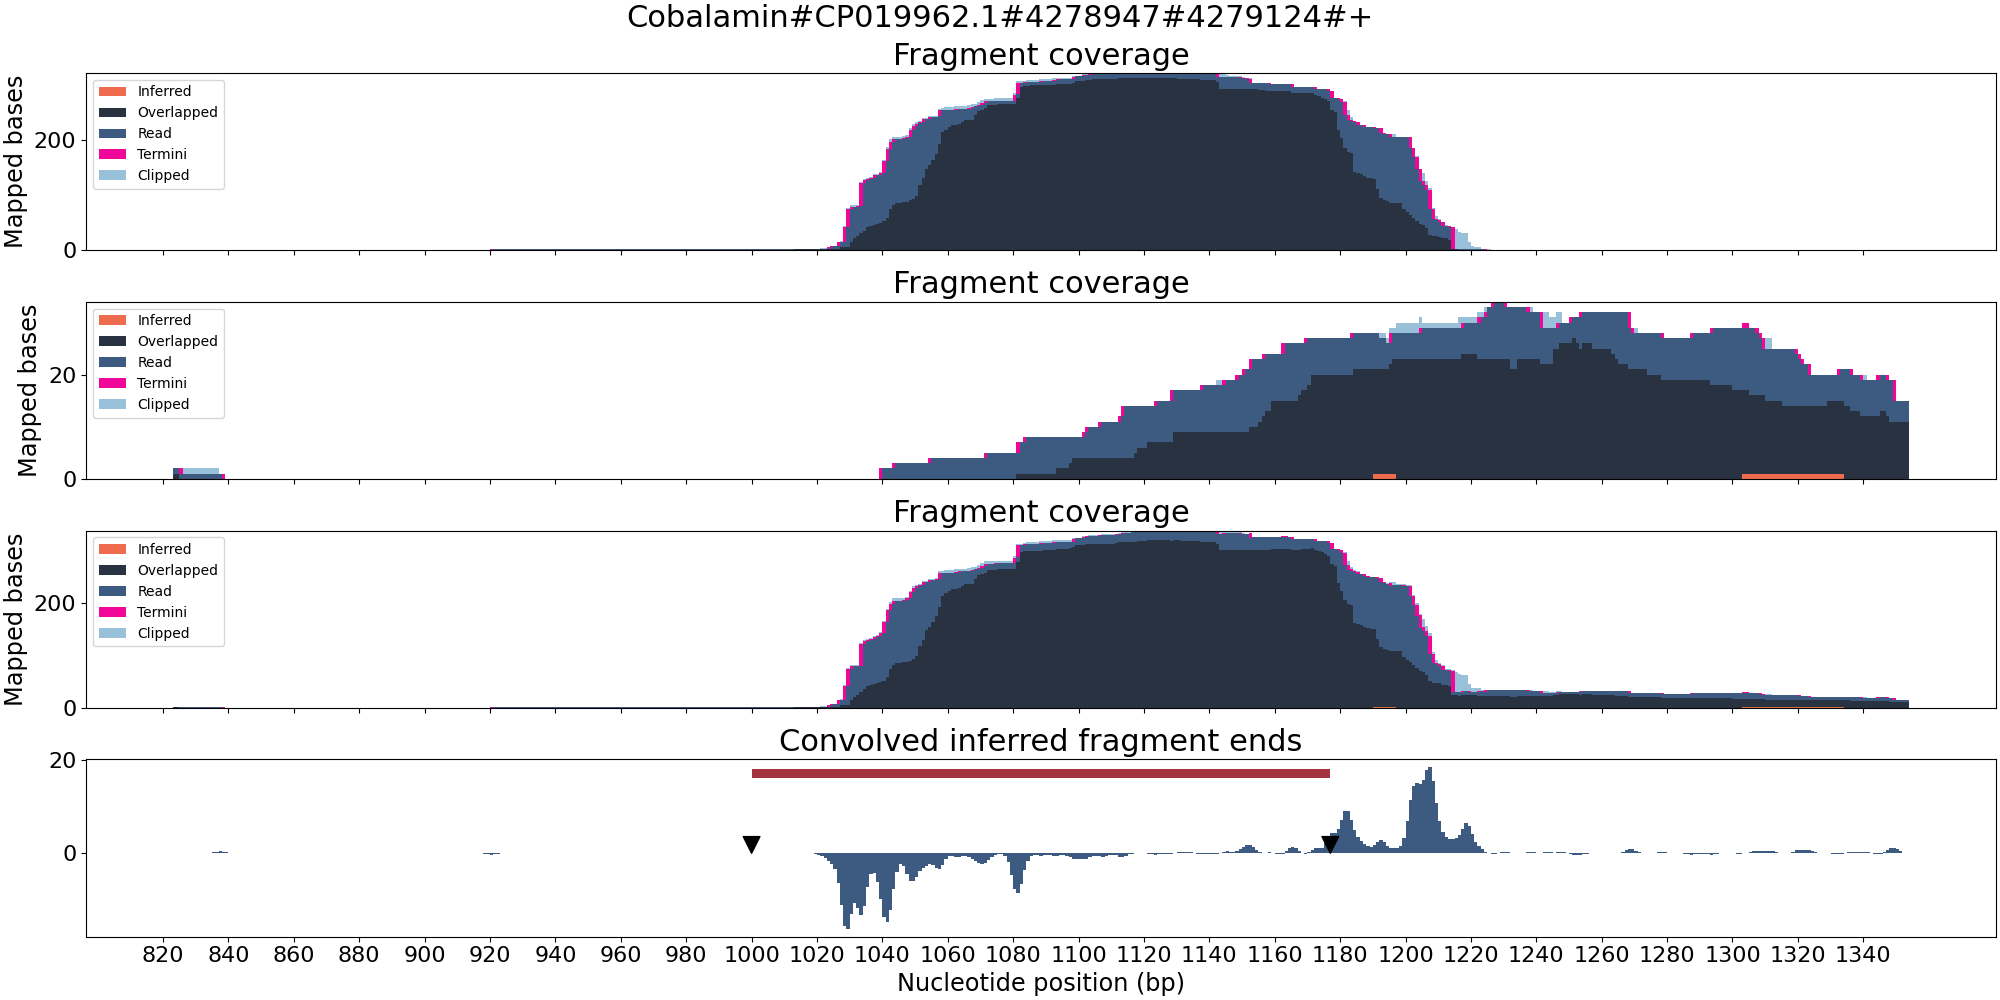 Cobalamin#CP019962.1#4278947#4279124#+
Fragment coverage
Mapped bases
200
0
Inferred
Overlapped
Read
Termini
Clipped
Fragment coverage
Mapped bases
20
0
Inferred
Overlapped
Read
Termini
Clipped
Fragment coverage
Mapped bases
200
0
Inferred
Overlapped
Read
Termini
Clipped
Convolved inferred fragment ends
20
0
820 840 860 880 900 920 940 960 980 1000 1020 1040 1060 1080 1100 1120 1140 1160 1180 1200 1220 1240 1260 1280 1300 1320 1340
Nucleotide position (bp)